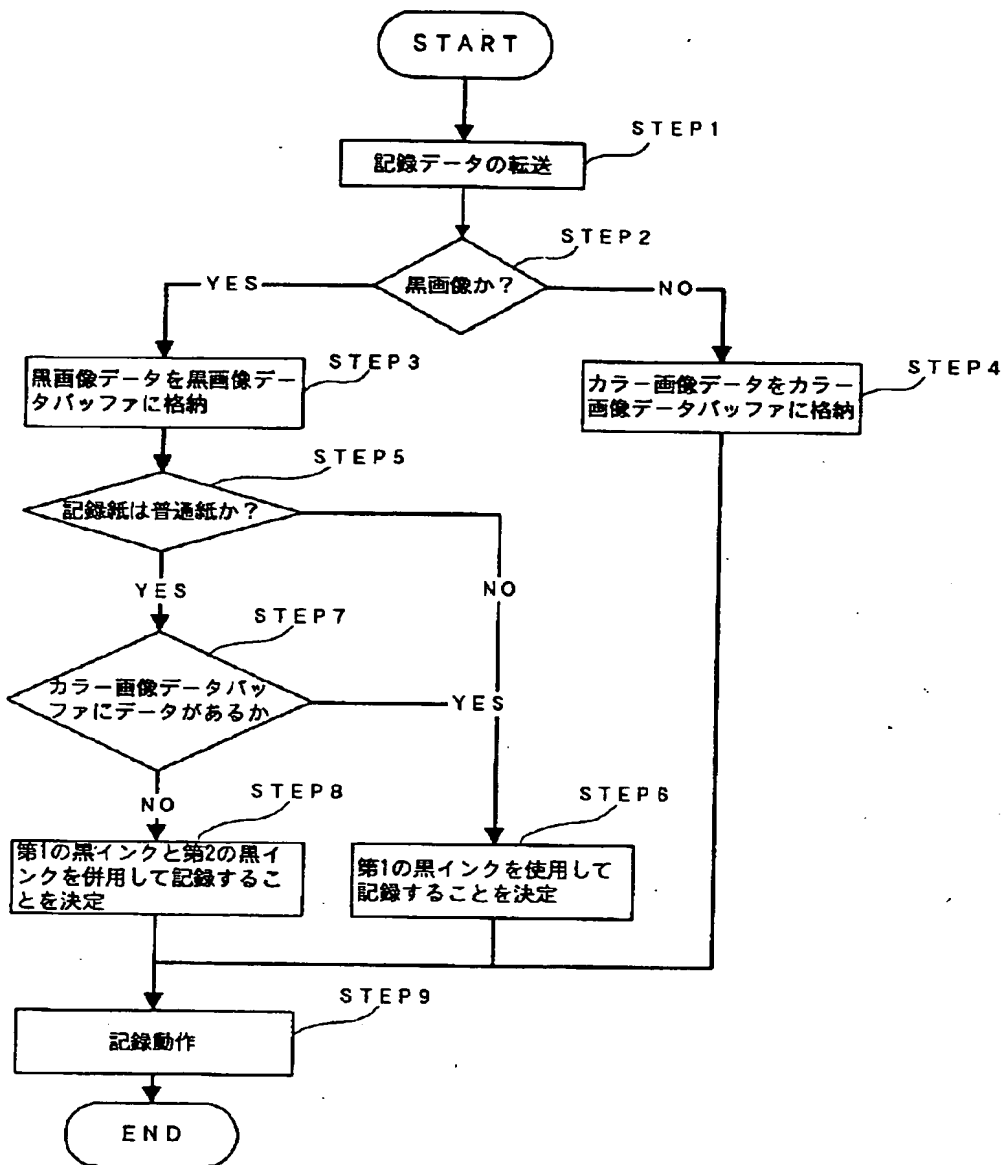 START
STEP1
記録データの転送
STEP2
黒画像か？
YES
NO
STEP3
黒画像データを黒画像デー
タバッファに格納
STEP4
カラー画像データをカラー
画像データバッファに格納
STEP5
記録紙は普通紙か？
YES
NO
STEP7
カラー画像データバッ
ファにデータがあるか
YES
NO
STEP8
第1の黒インクと第2の黒イ
ンクを併用して記録するこ
とを決定
STEP6
第1の黒インクを使用して
記録することを決定
STEP9
記録動作
END